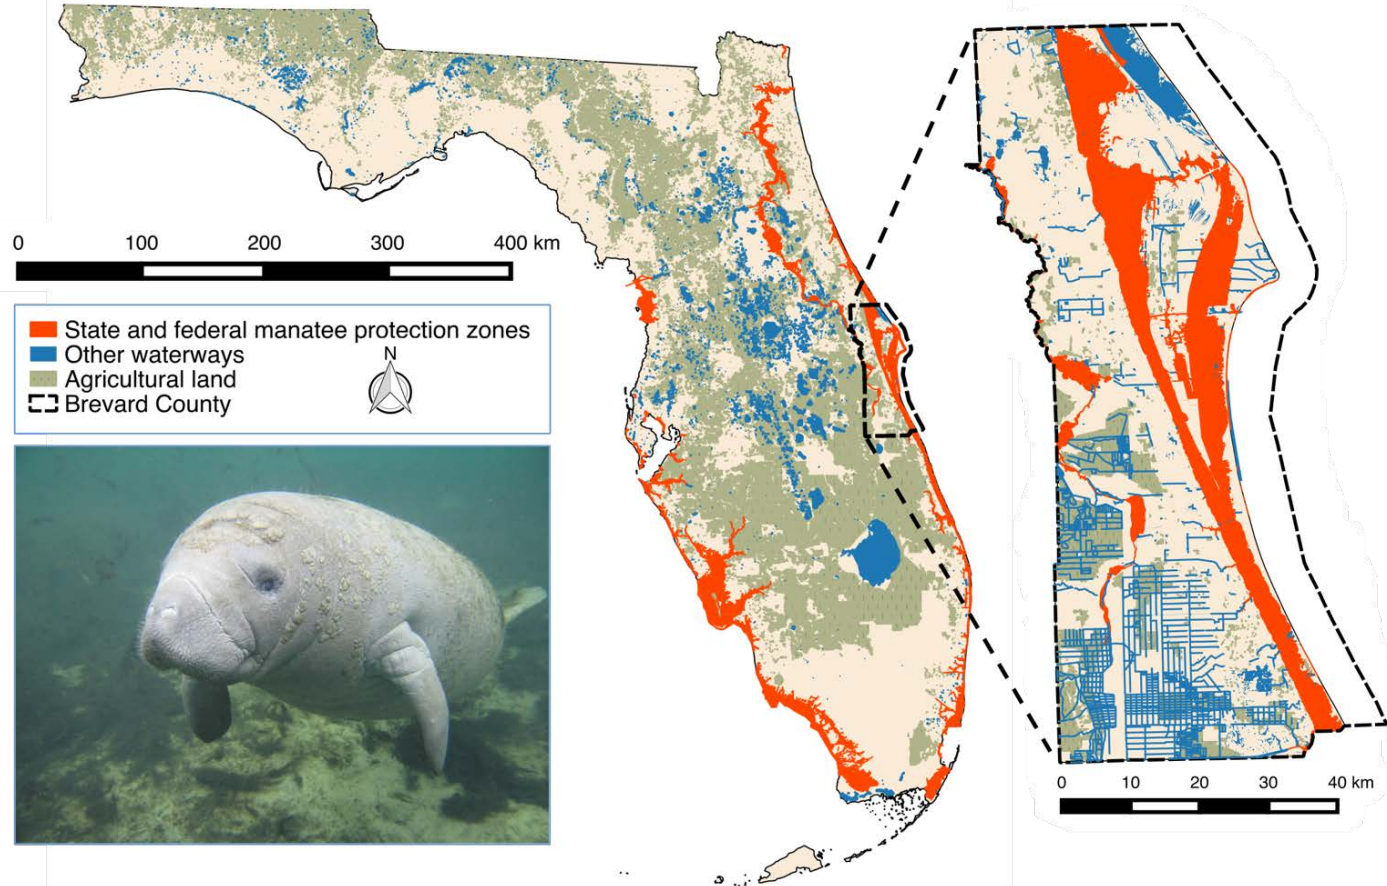 0 100 200 300 400 km
State and federal manatee protection zones
Other waterways
Agricultural land
Brevard County
N
0 10 20 30 40 km